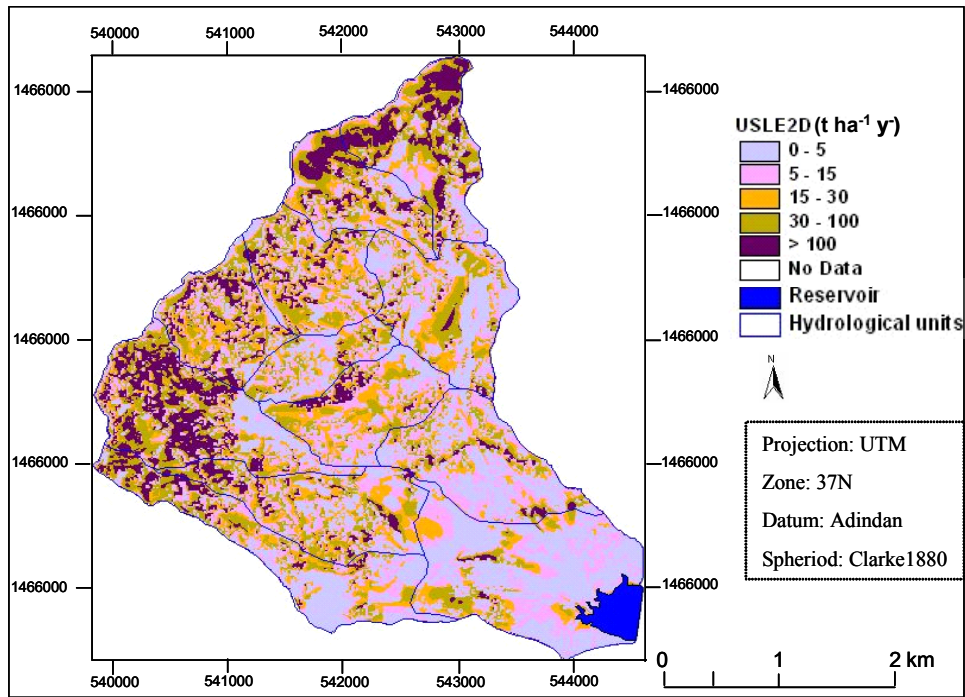 540000 541000 542000 543000 544000
1466000 1466000
1466000 1466000
1466000 1466000
1466000 1466000
1466000 1466000
540000 541000 542000 543000 544000
USLE2D (t ha-1 y-)
0 - 5
5 - 15
15 - 30
30 - 100
> 100
No Data
Reservoir
Hydrological units
N
Projection: UTM
Zone: 37N
Datum: Adindan
Spheriod: Clarke1880
0 1 2 km